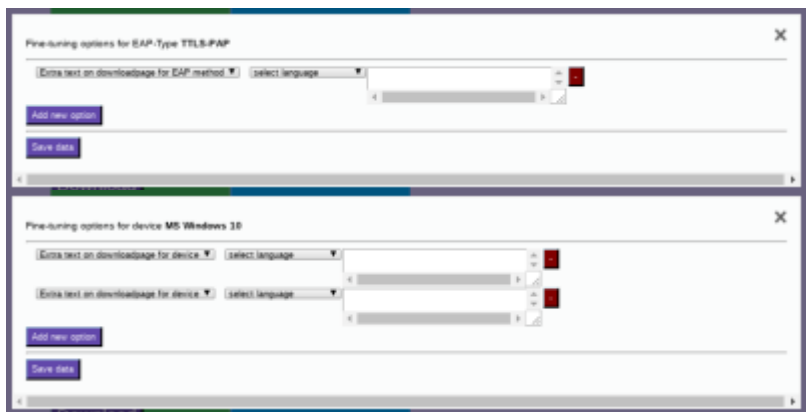 Fine-tuning options for EAP-Type TTLS-PAP
Extra text on downloadpage for EAP method select language
-
Add new option
Save data
Fine-tuning options for device MS Windows 10
Extra text on downloadpage for device select language
-
Extra text on downloadpage for device select language
-
Add new option
Save data